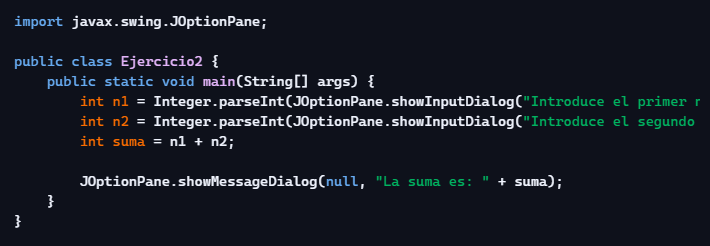 import javax.swing.JOptionPane;
public class Ejercicio2 {
public static void main(String[] args) {
int n1 = Integer.parseInt(JOptionPane.showInputDialog("Introduce el primer
int n2 = Integer.parseInt(JOptionPane.showInputDialog("Introduce el segundo
int suma = n1 + n2;
JOptionPane.showMessageDialog(null, "La suma es: " + suma);
}
}